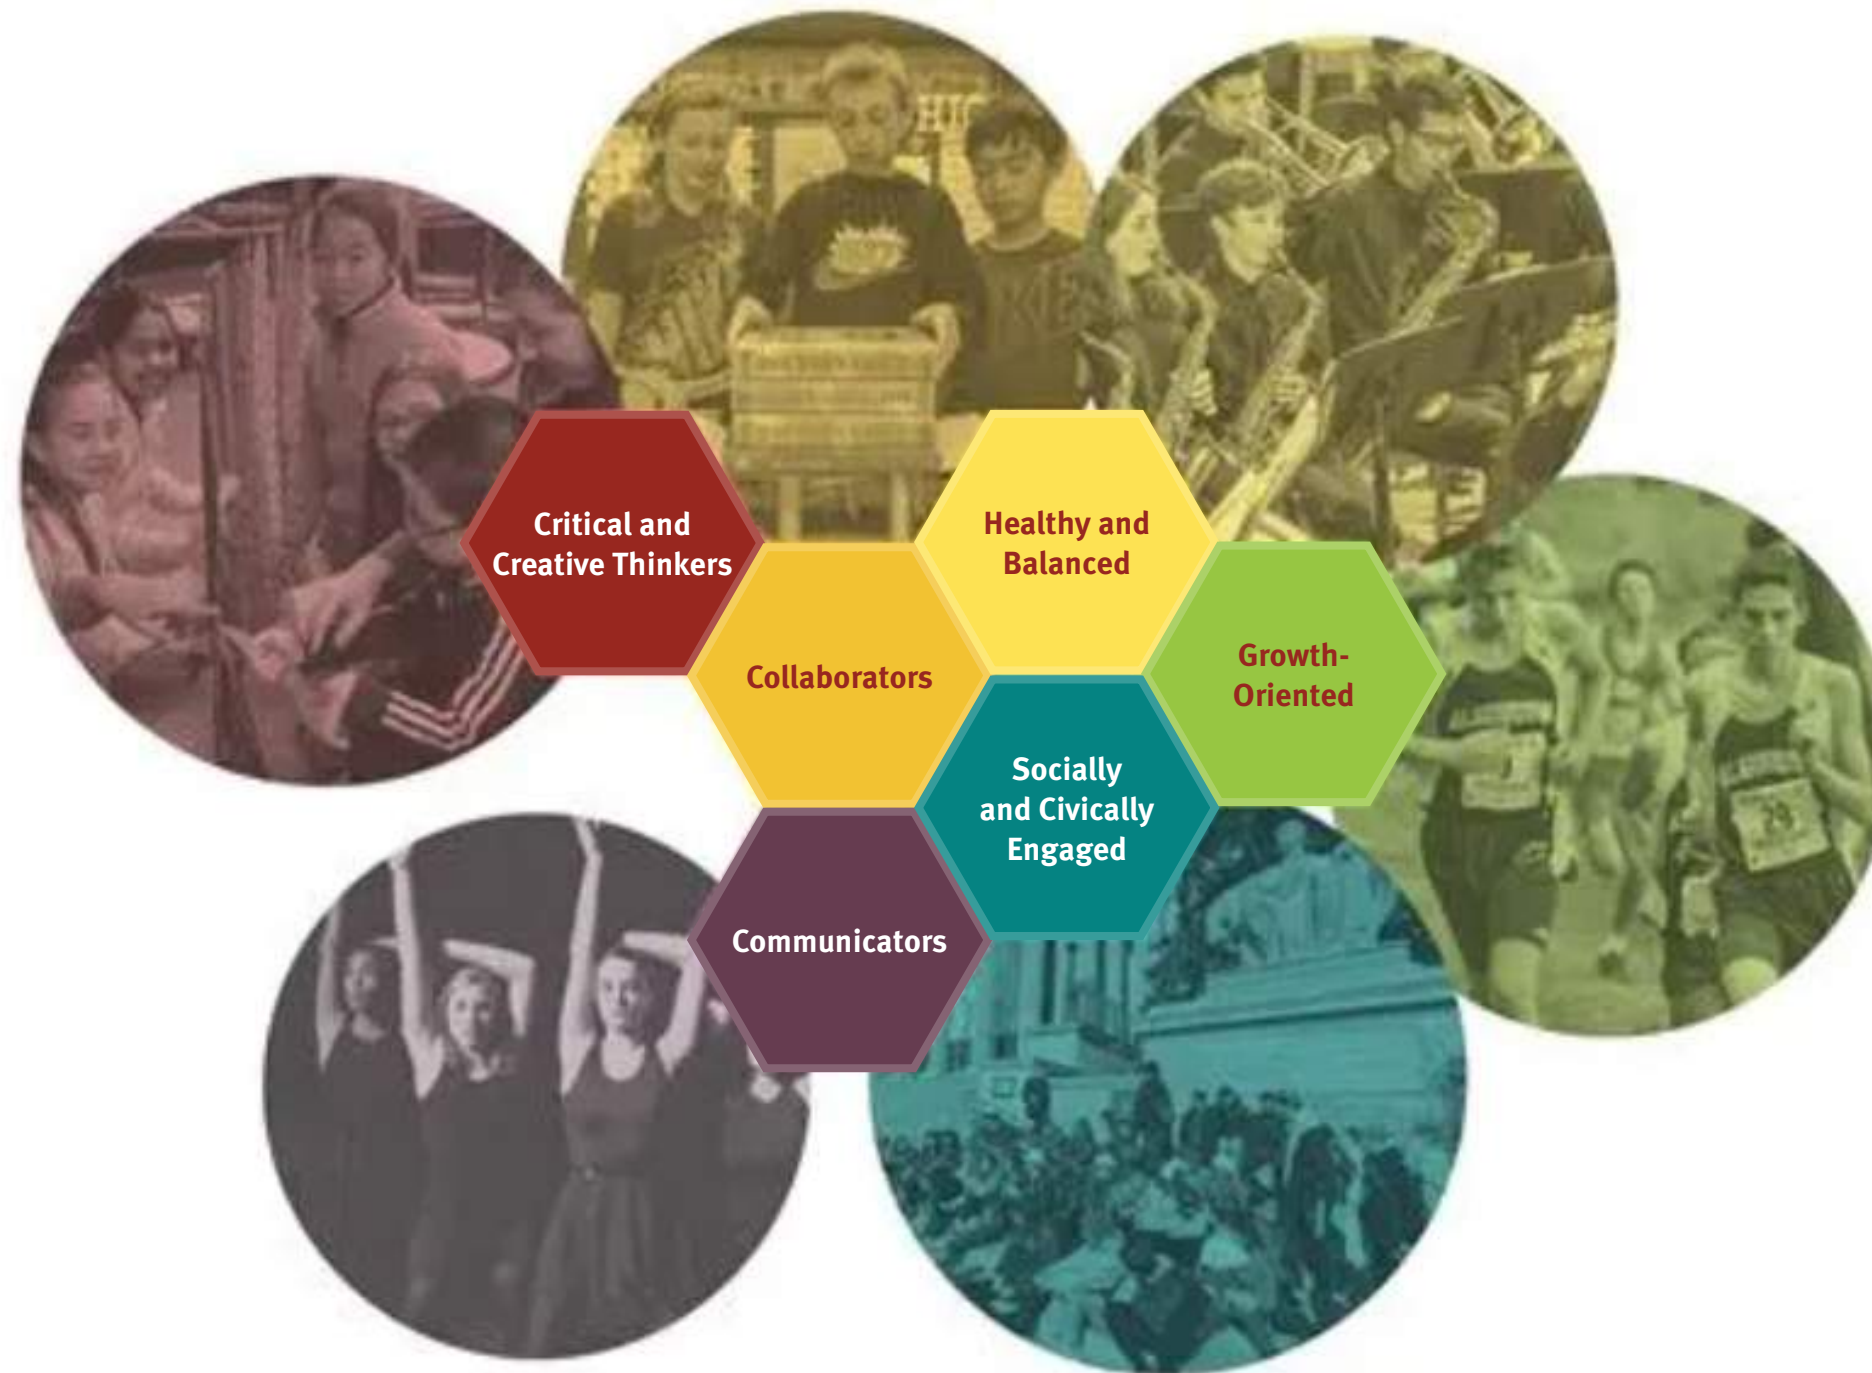 Critical and
Creative Thinkers
Healthy and
Balanced
Collaborators
Growth-
Oriented
Socially
and Civically
Engaged
Communicators